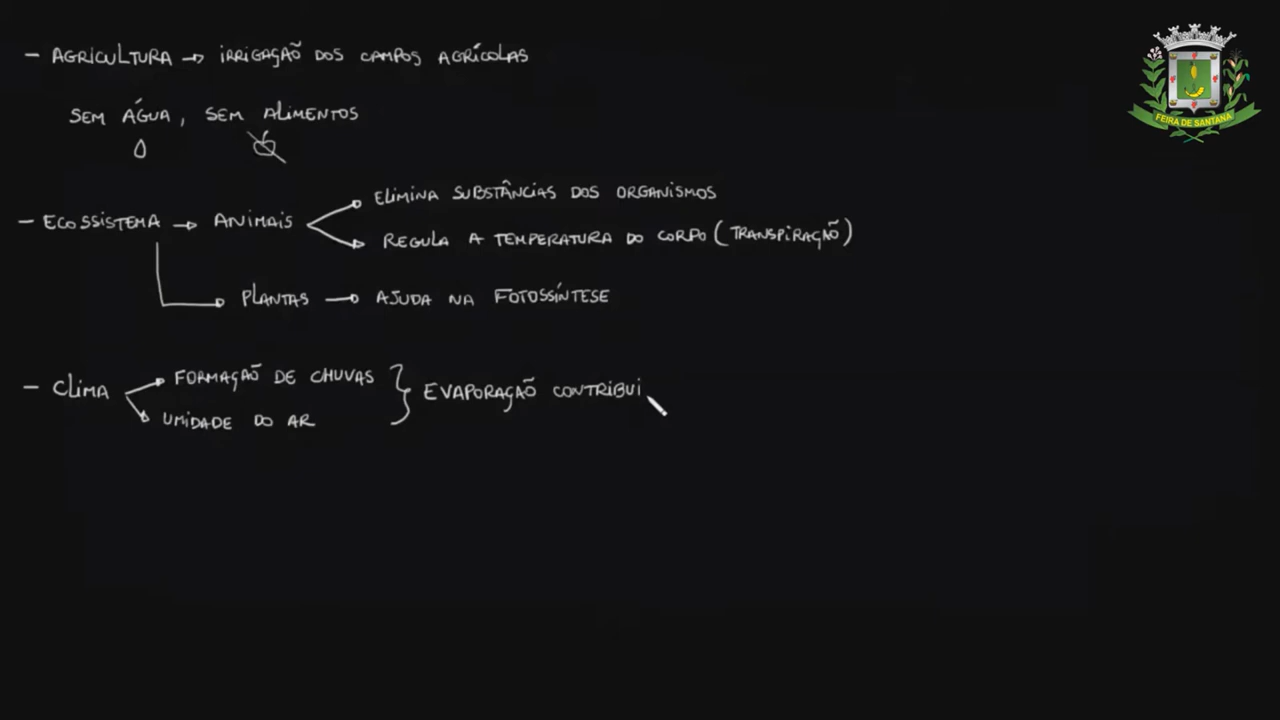 - AGRICULTURA → IRRIGAÇÃO DOS CAMPOS AGRÍCOLAS
SEM ÁGUA, SEM ALIMENTOS
- ECOSSISTEMA → ANIMAIS
ELIMINA SUBSTÂNCIAS DOS ORGANISMOS
REGULA A TEMPERATURA DO CORPO (TRANSPIRAÇÃO)
PLANTAS → AJUDA NA FOTOSSÍNTESE
- CLIMA
FORMAÇÃO DE CHUVAS
UMIDADE DO AR
} EVAPORAÇÃO CONTRIBUI
FEIRA DE SANTANA